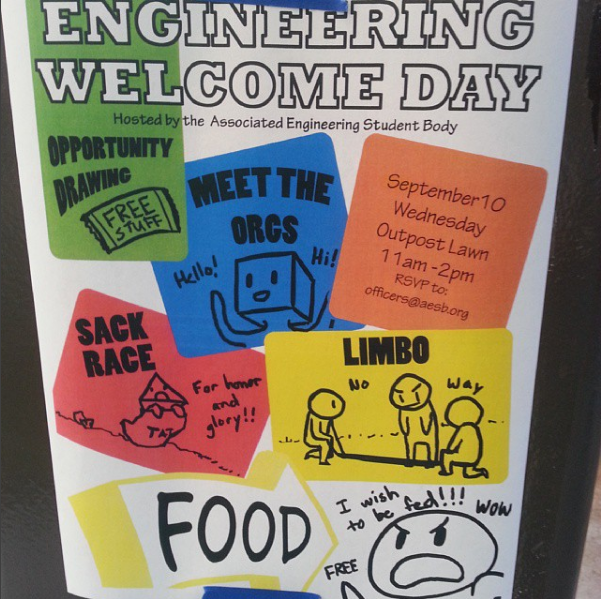 ENGINEERING
WELCOME DAY
Hosted by the Associated Engineering Student Body
OPPORTUNITY
DRAWING
FREE
STUFF
MEET THE
ORGS
Hello!
Hi!
September 10
Wednesday
Outpost Lawn
11am-2pm
RSVP to:
officers@aesb.org
SACK
RACE
For honor
and
glory!!
LIMBO
No
Way
FOOD
I wish
to be fed!!!
WOW
FREE